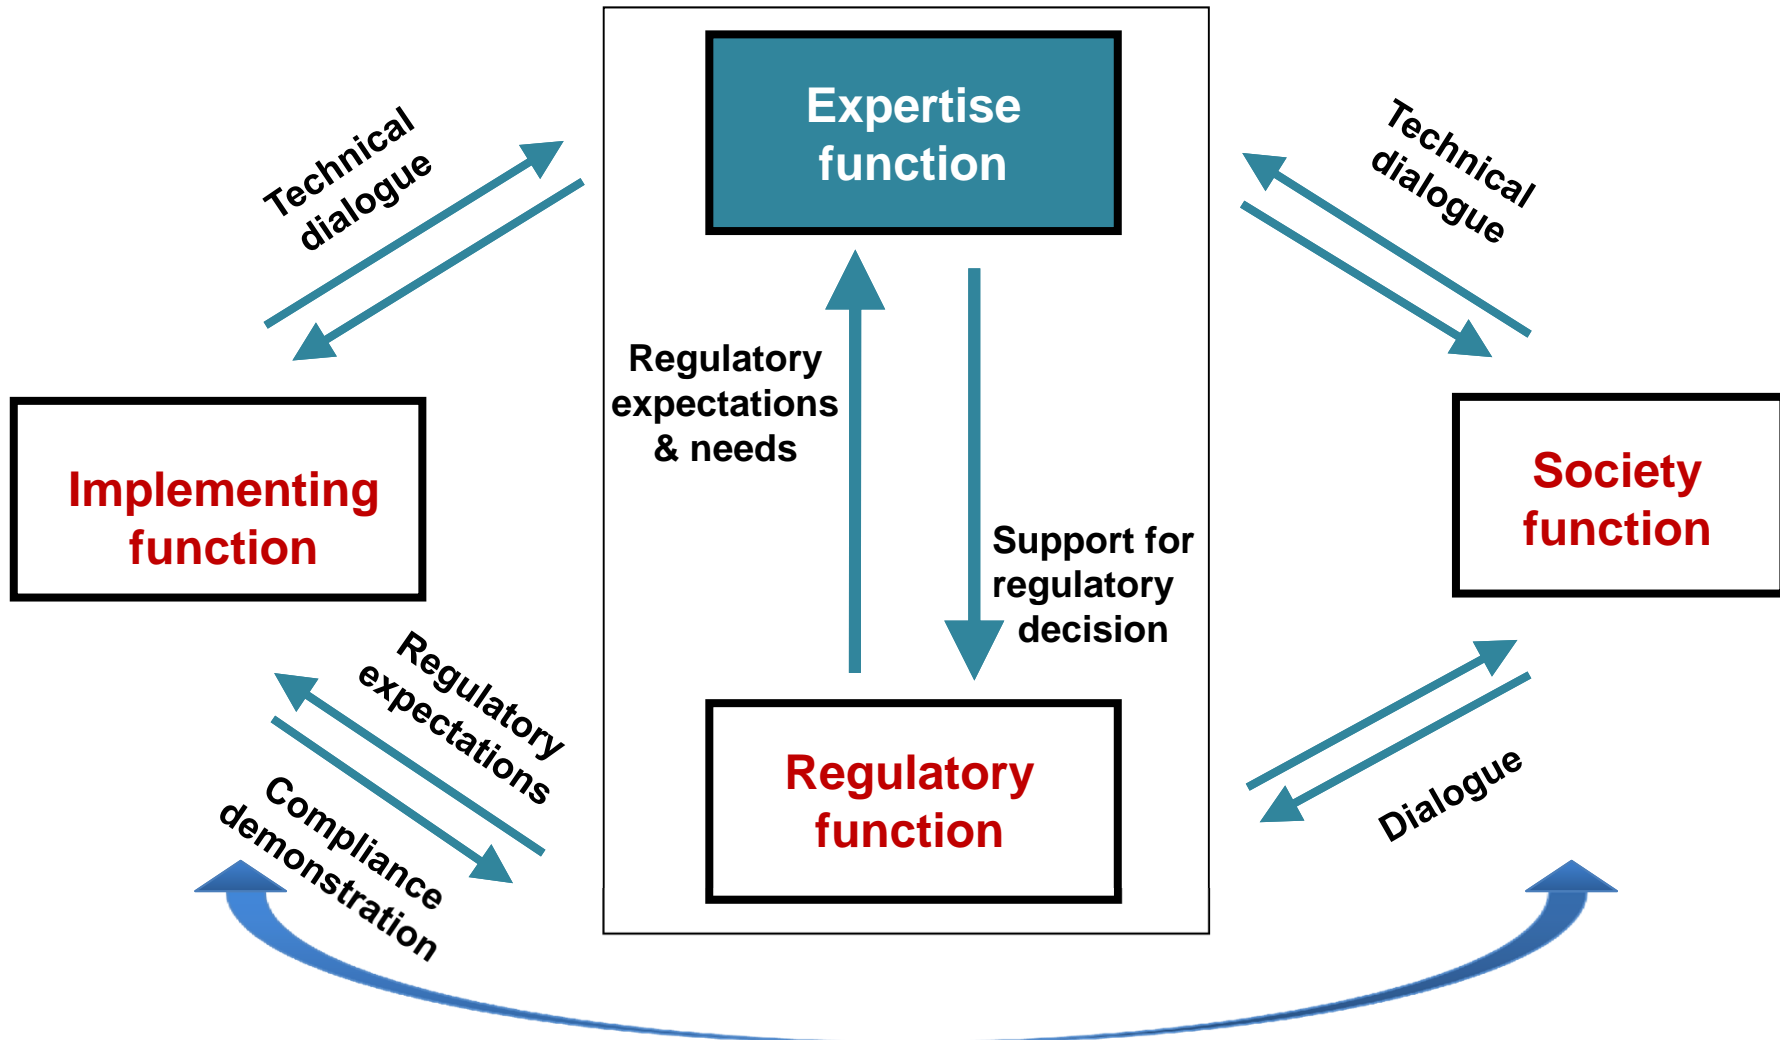 Expertise
function
Technical
dialogue
Technical
dialogue
Regulatory
expectations
& needs
Implementing
function
Society
function
Support for
regulatory
decision
Regulatory
expectations
Compliance
demonstration
Regulatory
function
Dialogue